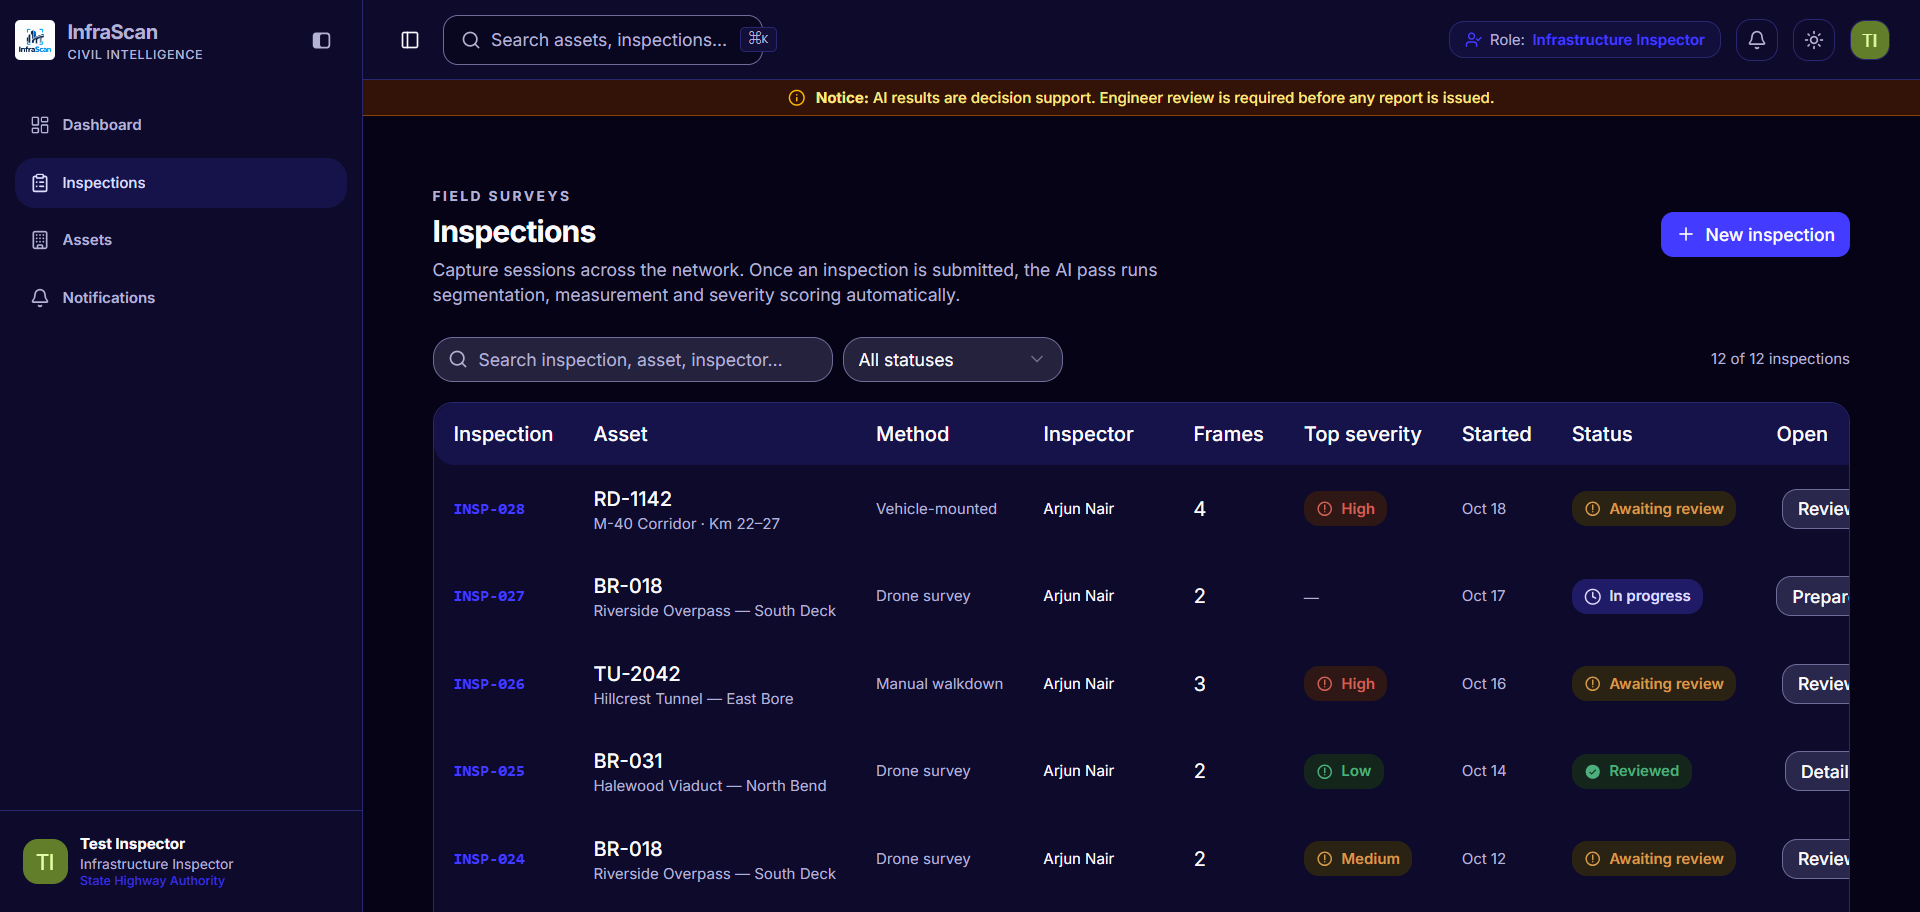 InfraScan
CIVIL INTELLIGENCE
Dashboard
Inspections
Assets
Notifications
Test Inspector
Infrastructure Inspector
State Highway Authority
TI
Search assets, inspections...
⌘K
Role: Infrastructure Inspector
TI
Notice: AI results are decision support. Engineer review is required before any report is issued.
FIELD SURVEYS
Inspections
Capture sessions across the network. Once an inspection is submitted, the AI pass runs
segmentation, measurement and severity scoring automatically.
New inspection
Search inspection, asset, inspector...
All statuses
12 of 12 inspections
Inspection Asset Method Inspector Frames Top severity Started Status Open
INSP-028 RD-1142 Vehicle-mounted Arjun Nair 4 High Oct 18 Awaiting review Review
M-40 Corridor · Km 22–27
INSP-027 BR-018 Drone survey Arjun Nair 2 — Oct 17 In progress Prepar
Riverside Overpass — South Deck
INSP-026 TU-2042 Manual walkdown Arjun Nair 3 High Oct 16 Awaiting review Review
Hillcrest Tunnel — East Bore
INSP-025 BR-031 Drone survey Arjun Nair 2 Low Oct 14 Reviewed Detail
Halewood Viaduct — North Bend
INSP-024 BR-018 Drone survey Arjun Nair 2 Medium Oct 12 Awaiting review Review
Riverside Overpass — South Deck